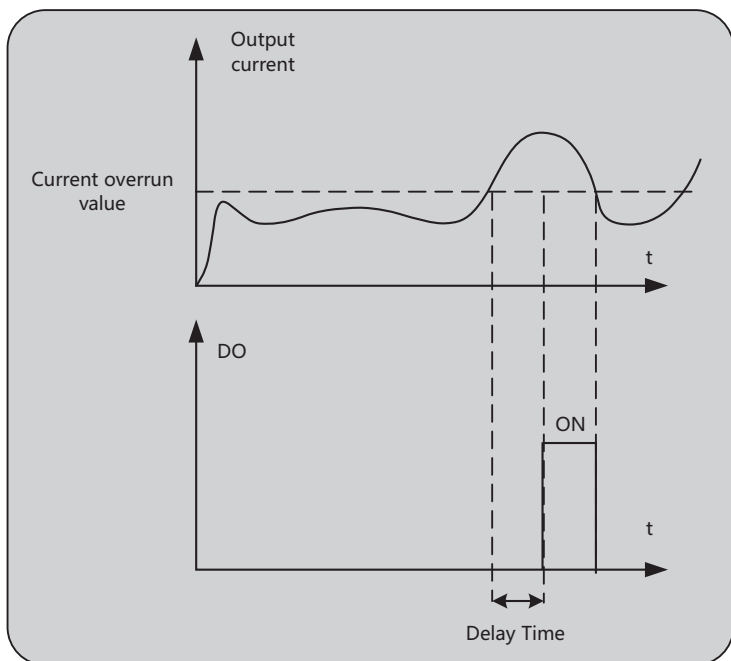 Output
current
Current overrun
value
t
DO
ON
t
Delay Time